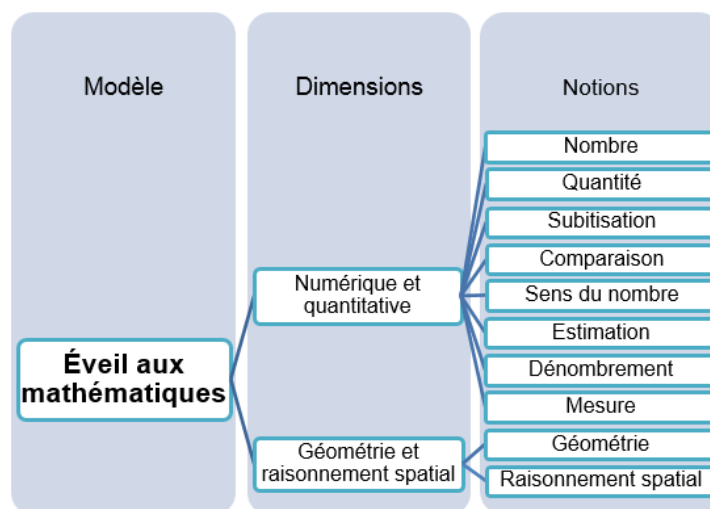 Modèle
Dimensions
Notions
Nombre
Quantité
Subitisation
Comparaison
Numérique et
quantitative
Sens du nombre
Estimation
Dénombrement
Mesure
Éveil aux
mathématiques
Géométrie et
raisonnement spatial
Géométrie
Raisonnement spatial